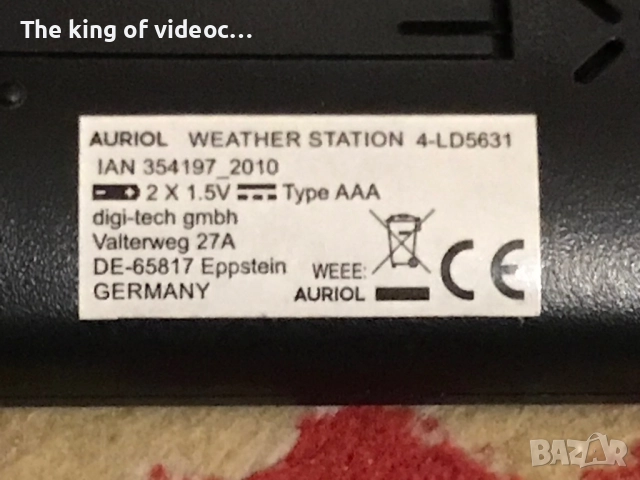 The king of videoc...
AURIOL WEATHER STATION 4-LD5631
IAN 354197_2010
2 X 1.5V Type AAA
digi-tech gmbh
Valterweg 27A
DE-65817 Eppstein
GERMANY
WEEE:
AURIOL
CE
BAZAR